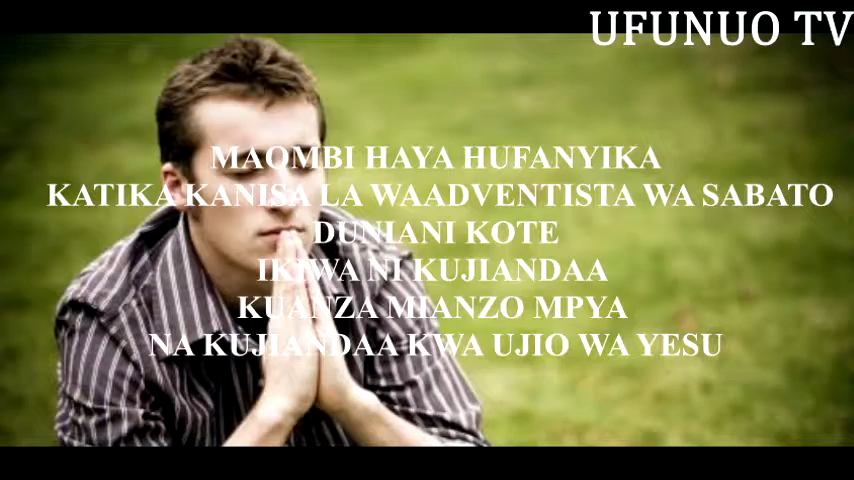 UFUNUO TV
MAOMBI HAYA HUFANYIKA
KATIKA KANISA LA WAADVENTISTA WA SABATO
DUNIANI KOTE
IKIWA NI KUJIANDAA
KUANZA MIANZO MPYA
NA KUJIANDAA KWA UJIO WA YESU